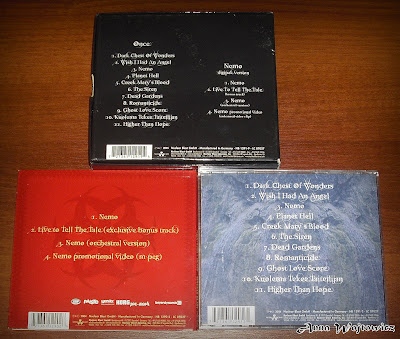 Once:
1. Dark Chest Of Wonders
2. Wish I Had An Angel
3. Nemo
4. Planet Hell
5. Creek Mary's Blood
6. The Siren
7. Dead Gardens
8. Romanticide
9. Ghost Love Score
10. Kuolema Tekee Taiteilijan
11. Higher Than Hope
Nemo
digipak version
1. Nemo
2. Live To Tell The Tale
3. Nemo
4. Nemo promotional video
1. Nemo
2. Live to Tell The Tale (exclusive bonus track)
3. Nemo (orchestral version)
4. Nemo promotional video (m-peg)
KORG
1. Dark Chest Of Wonders
2. Wish I Had An Angel
3. Nemo
4. Planet Hell
5. Creek Mary's Blood
6. The Siren
7. Dead Gardens
8. Romanticide
9. Ghost Love Score
10. Kuolema Tekee Taiteilijan
11. Higher Than Hope
Anna Wojtowicz